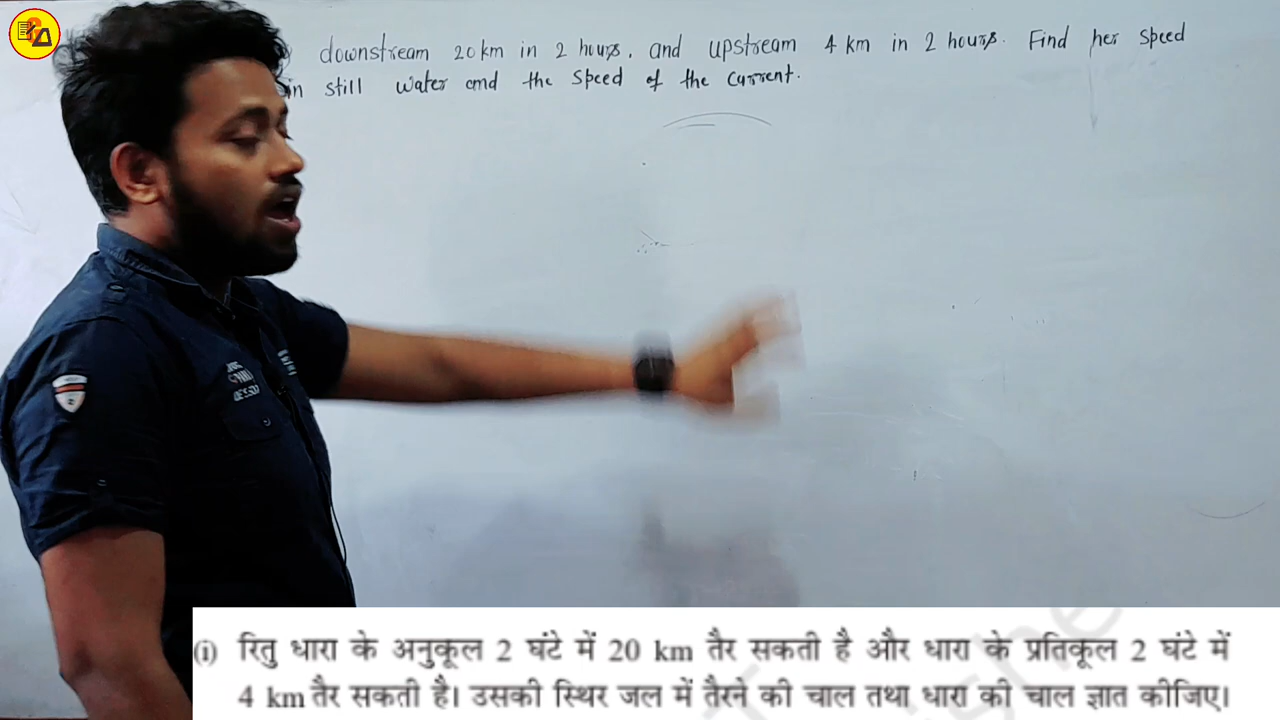 downstream 20 km in 2 hours, and upstream 4 km in 2 hours. Find her speed
in still water and the speed of the current.
(i) रितु धारा के अनुकूल 2 घंटे में 20 km तैर सकती है और धारा के प्रतिकूल 2 घंटे में
4 km तैर सकती है। उसकी स्थिर जल में तैरने की चाल तथा धारा की चाल ज्ञात कीजिए।